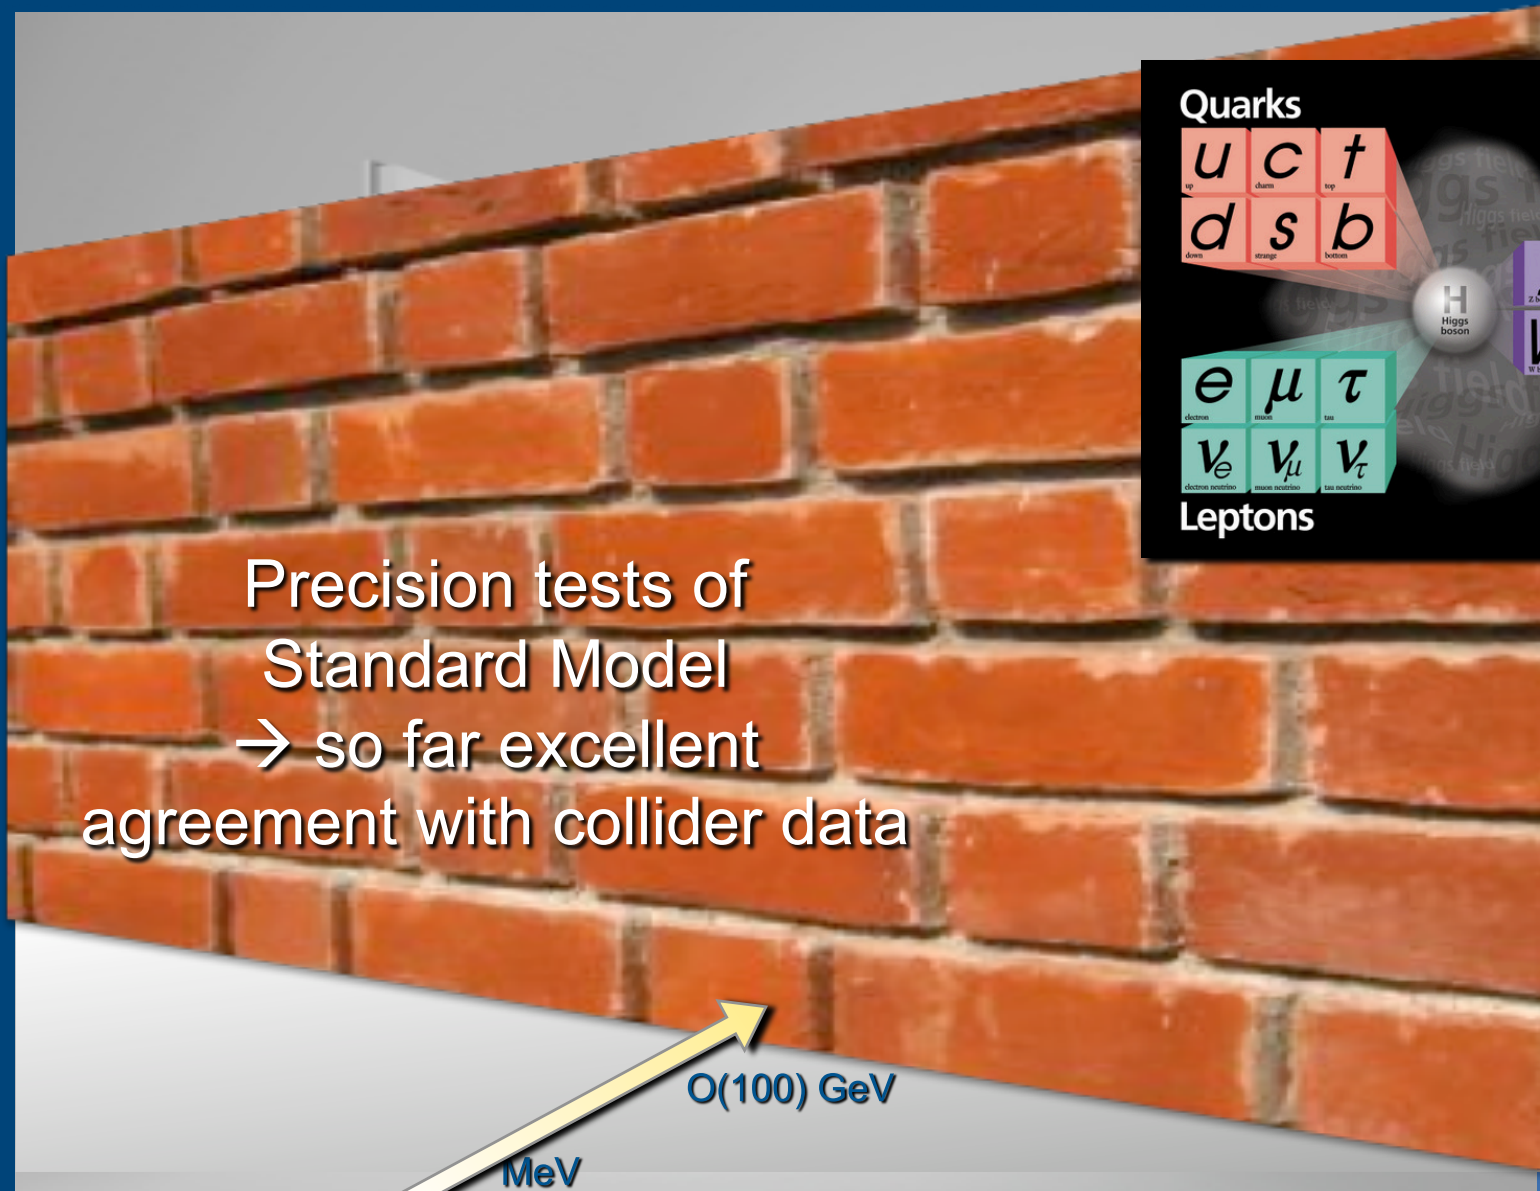 Quarks
u c t
up charm top
d s b
down strange bottom
H
Higgs
boson
e μ τ
electron muon tau
νe νμ ντ
electron neutrino muon neutrino tau neutrino
Leptons
Precision tests of
Standard Model
→ so far excellent
agreement with collider data
O(100) GeV
MeV